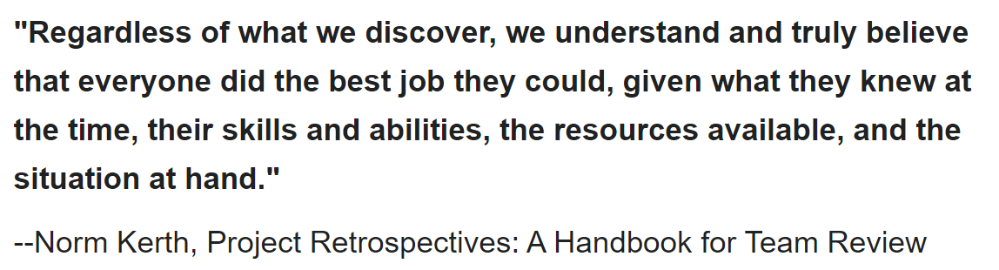 "Regardless of what we discover, we understand and truly believe
that everyone did the best job they could, given what they knew at
the time, their skills and abilities, the resources available, and the
situation at hand."
--Norm Kerth, Project Retrospectives: A Handbook for Team Review